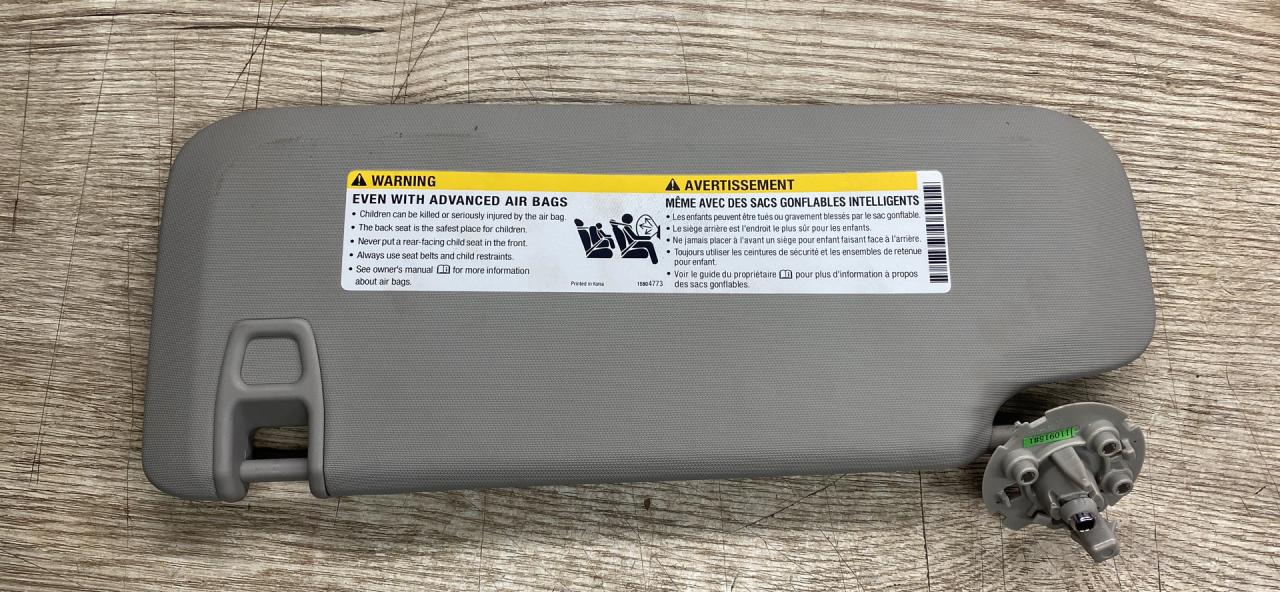 WARNING
EVEN WITH ADVANCED AIR BAGS
• Children can be killed or seriously injured by the air bag.
• The back seat is the safest place for children.
• Never put a rear-facing child seat in the front.
• Always use seat belts and child restraints.
• See owner's manual for more information
about air bags.
Printed in Korea
15804773
AVERTISSEMENT
MÊME AVEC DES SACS GONFLABLES INTELLIGENTS
• Les enfants peuvent être tués ou gravement blessés par le sac gonflable.
• Le siège arrière est l'endroit le plus sûr pour les enfants.
• Ne jamais placer à l'avant un siège pour enfant faisant face à l'arrière.
• Toujours utiliser les ceintures de sécurité et les ensembles de retenue
pour enfant.
• Voir le guide du propriétaire pour plus d'information à propos
des sacs gonflables.
11091581